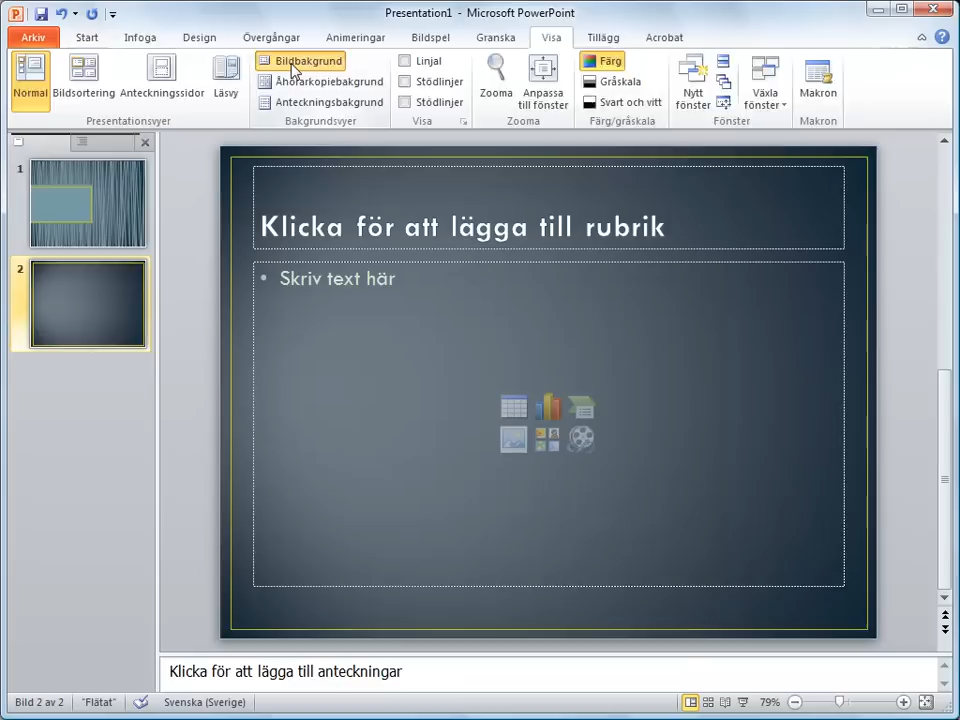 Presentation1 - Microsoft PowerPoint
Arkiv Start Infoga Design Övergångar Animeringar Bildspel Granska Visa Tillägg Acrobat
Normal Bildsortering Anteckningssidor Läsvy
Presentationsvyer
Bildbakgrund
Åhörarkopiebakgrund
Anteckningsbakgrund
Bakgrundsvyer
Linjal
Stödlinjer
Stödlinjer
Visa
Zooma Anpassa till fönster
Zooma
Färg
Gråskala
Svart och vitt
Färg/gråskala
Nytt fönster Växla fönster
Fönster
Makron
Makron
1
2
Klicka för att lägga till rubrik
• Skriv text här
Klicka för att lägga till anteckningar
Bild 2 av 2 "Flätat" Svenska (Sverige) 79%